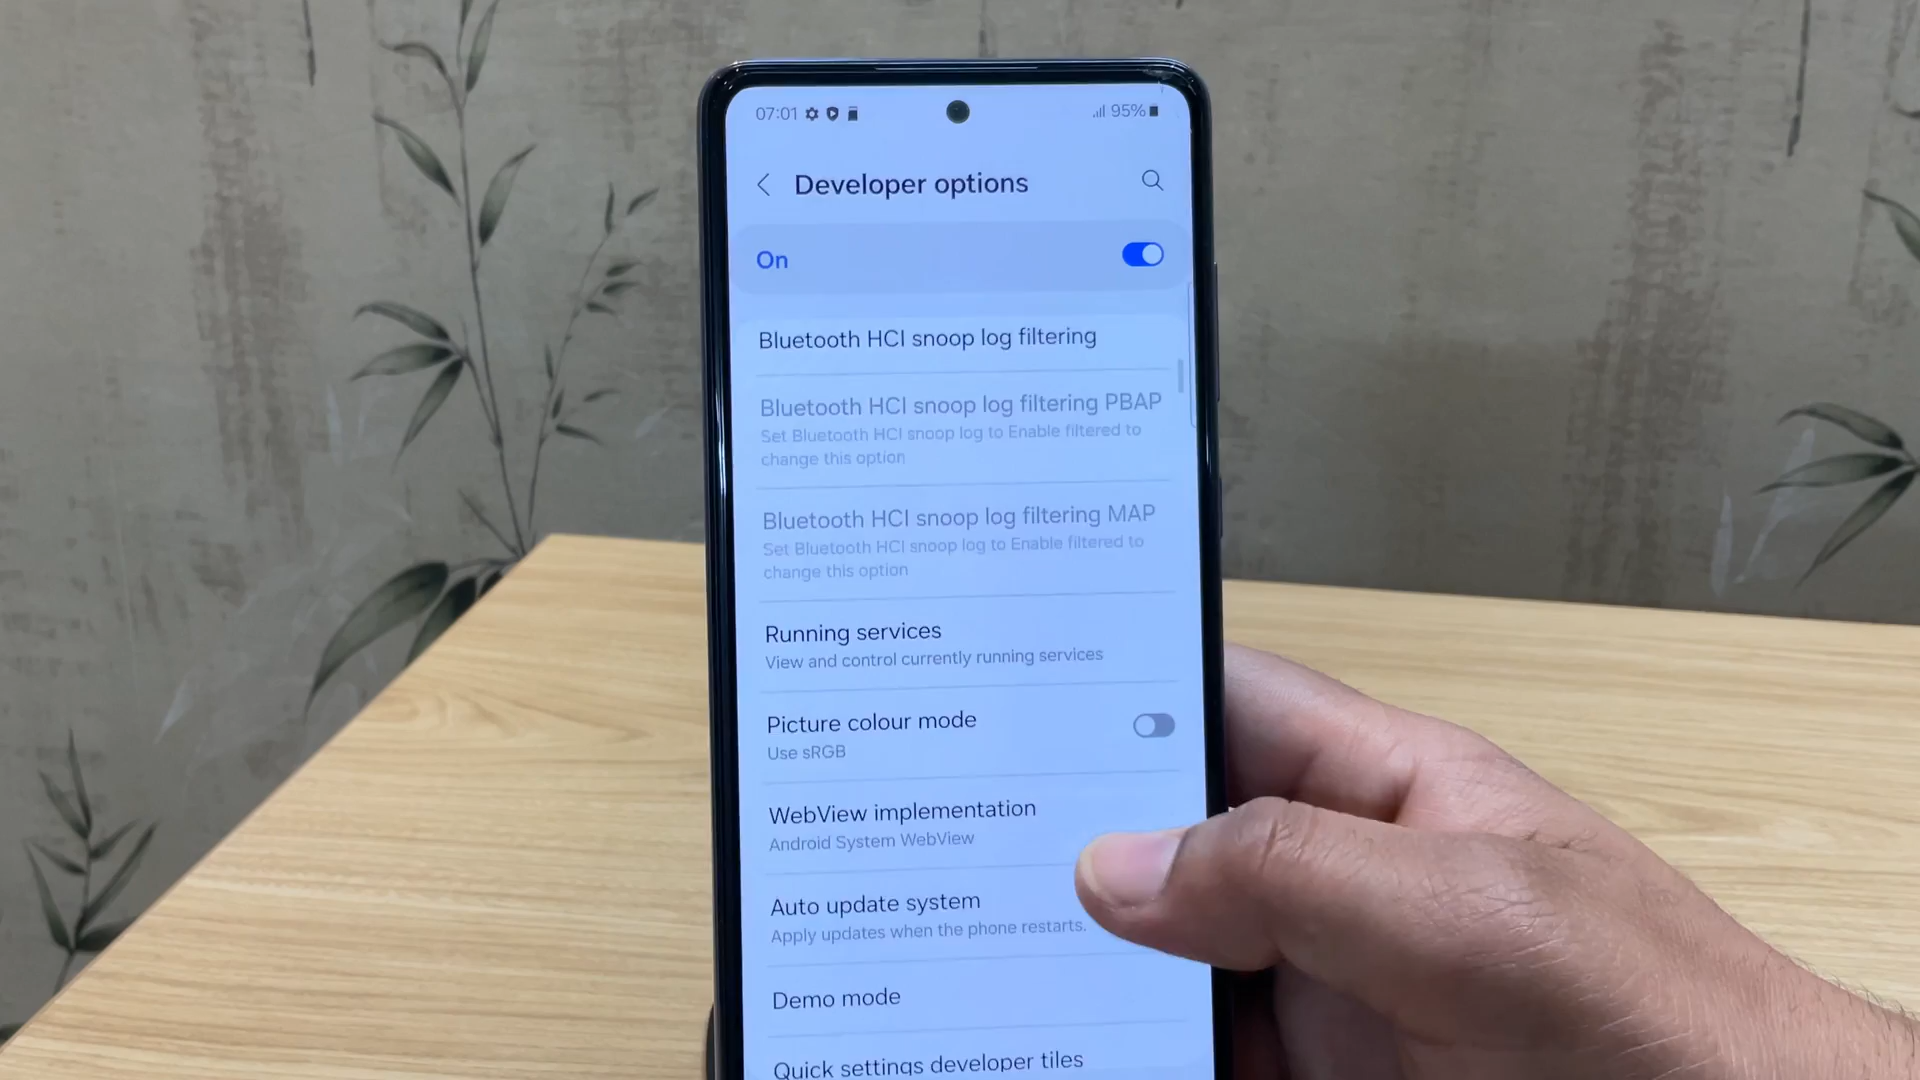 07:01
95%
Developer options
On
Bluetooth HCI snoop log filtering
Bluetooth HCI snoop log filtering PBAP
Set Bluetooth HCI snoop log to Enable filtered to
change this option
Bluetooth HCI snoop log filtering MAP
Set Bluetooth HCI snoop log to Enable filtered to
change this option
Running services
View and control currently running services
Picture colour mode
Use sRGB
WebView implementation
Android System WebView
Auto update system
Apply updates when the phone restarts.
Demo mode
Quick settings developer tiles